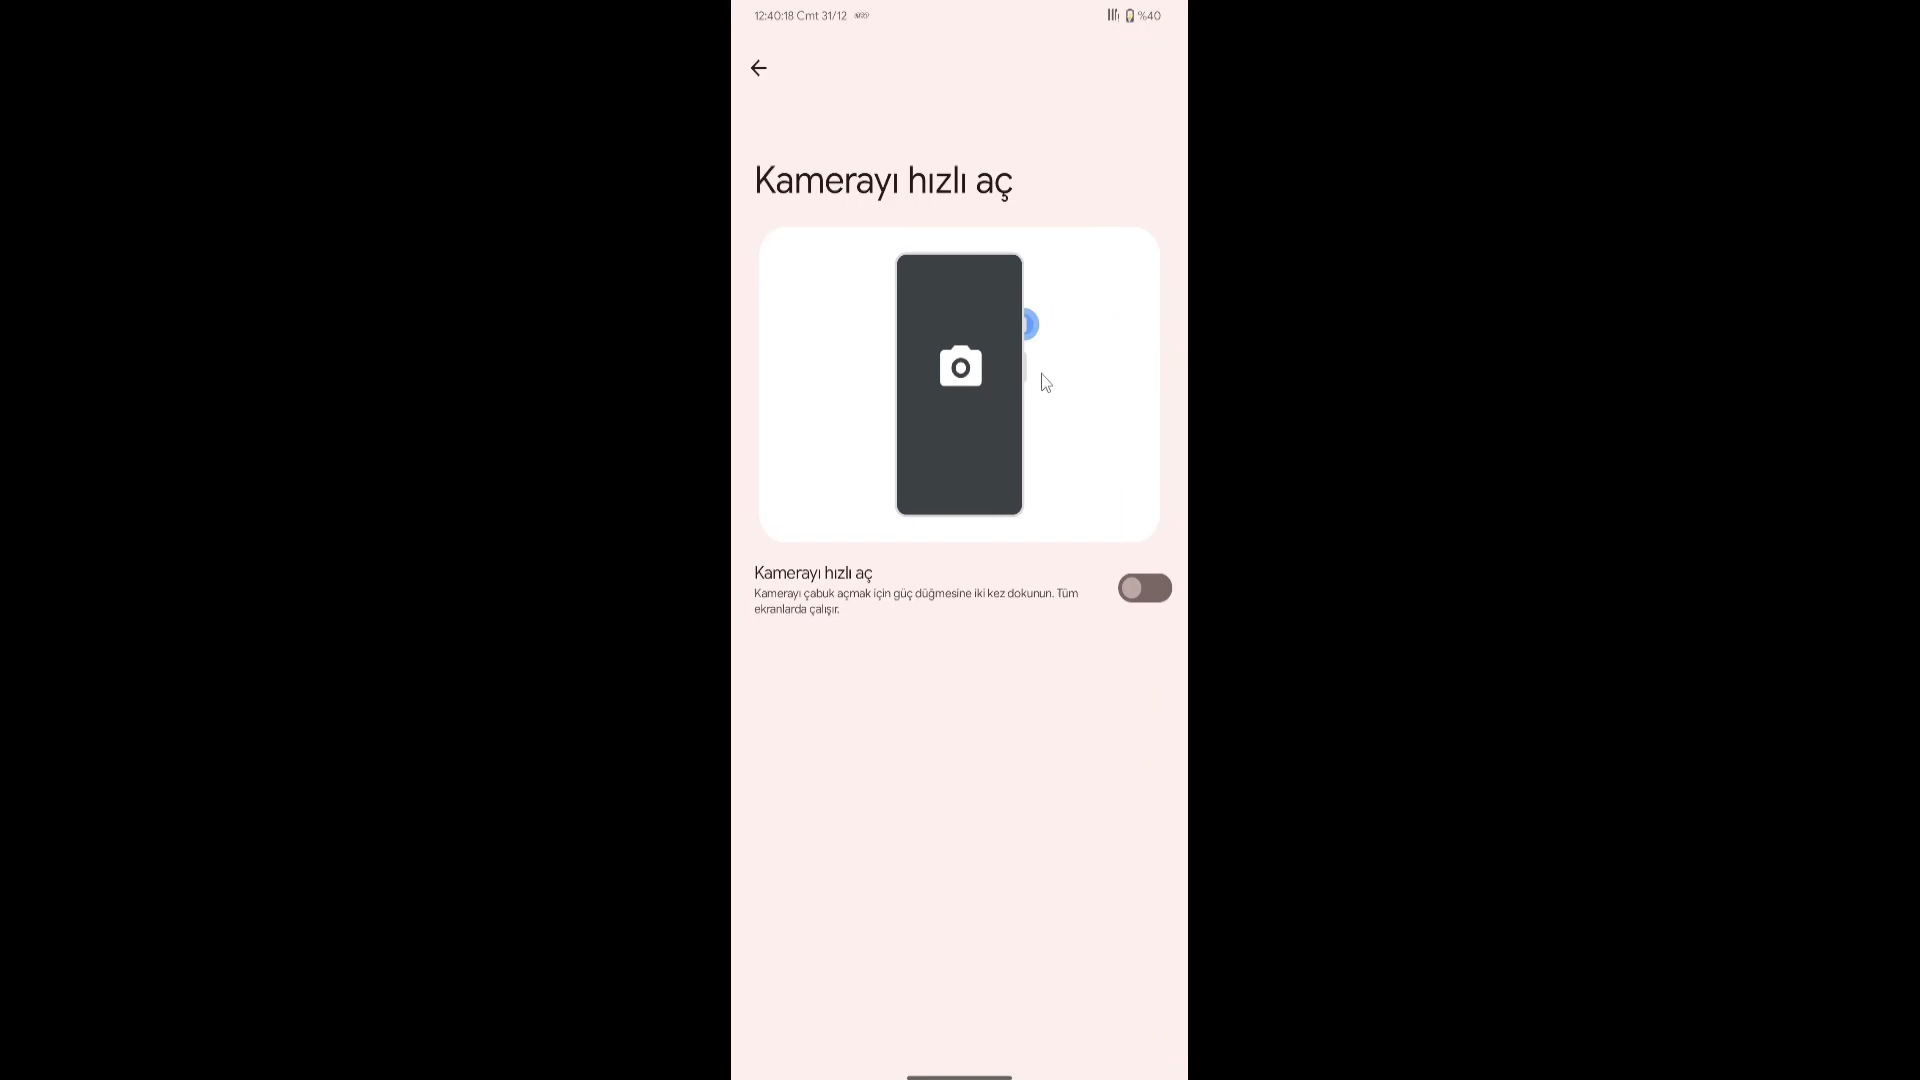 12:40:18 Cmt 31/12
%40
Kamerayı hızlı aç
Kamerayı hızlı aç
Kamerayı çabuk açmak için güç düğmesine iki kez dokunun. Tüm
ekranlarda çalışır.